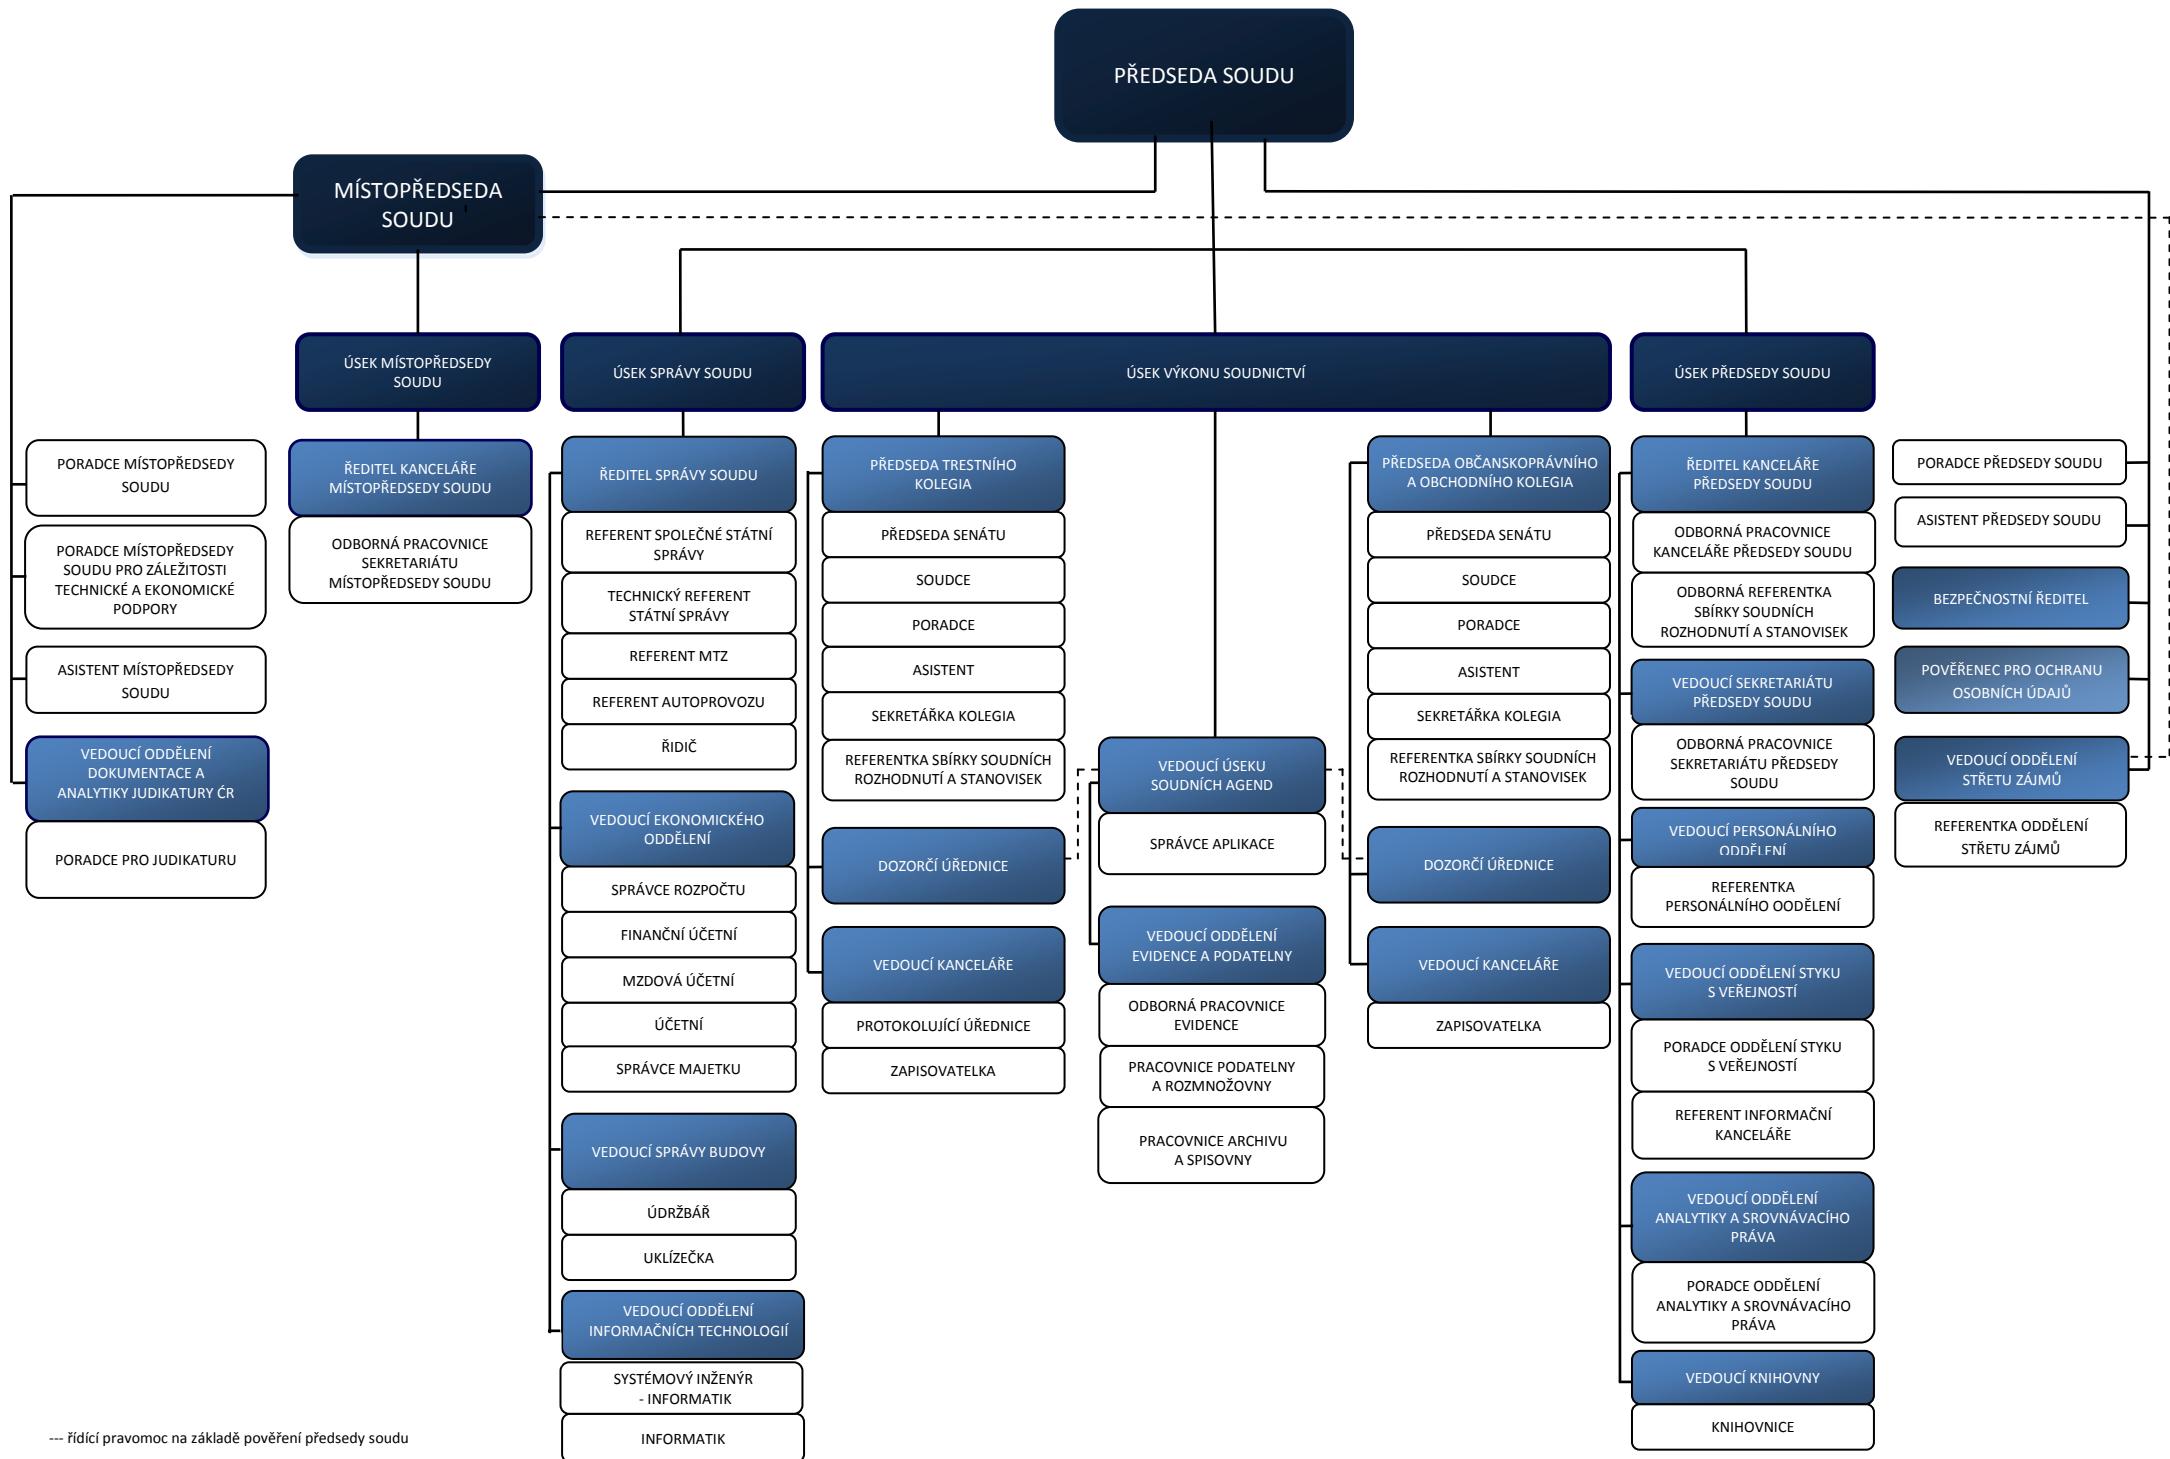 PŘEDSEDA SOUDU
MÍSTOPŘEDSEDA
SOUDU
ÚSEK MÍSTOPŘEDSEDY
SOUDU
ÚSEK SPRÁVY SOUDU
ÚSEK VÝKONU SOUDNICTVÍ
ÚSEK PŘEDSEDY SOUDU
PORADCE MÍSTOPŘEDSEDY
SOUDU
PORADCE MÍSTOPŘEDSEDY
SOUDU PRO ZÁLEŽITOSTI
TECHNICKÉ A EKONOMICKÉ
PODPORY
ASISTENT MÍSTOPŘEDSEDY
SOUDU
VEDOUCÍ ODDĚLENÍ
DOKUMENTACE A
ANALYTIKY JUDIKATURY ĆR
PORADCE PRO JUDIKATURU
ŘEDITEL KANCELÁŘE
MÍSTOPŘEDSEDY SOUDU
ODBORNÁ PRACOVNICE
SEKRETARIÁTU
MÍSTOPŘEDSEDY SOUDU
ŘEDITEL SPRÁVY SOUDU
REFERENT SPOLEČNÉ STÁTNÍ
SPRÁVY
TECHNICKÝ REFERENT
STÁTNÍ SPRÁVY
REFERENT MTZ
REFERENT AUTOPROVOZU
ŘIDIČ
VEDOUCÍ EKONOMICKÉHO
ODDĚLENÍ
SPRÁVCE ROZPOČTU
FINANČNÍ ÚČETNÍ
MZDOVÁ ÚČETNÍ
ÚČETNÍ
SPRÁVCE MAJETKU
VEDOUCÍ SPRÁVY BUDOVY
ÚDRŽBÁŘ
UKLÍZEČKA
VEDOUCÍ ODDĚLENÍ
INFORMAČNÍCH TECHNOLOGIÍ
SYSTÉMOVÝ INŽENÝR
- INFORMATIK
INFORMATIK
PŘEDSEDA TRESTNÍHO
KOLEGIA
PŘEDSEDA SENÁTU
SOUDCE
PORADCE
ASISTENT
SEKRETÁŘKA KOLEGIA
REFERENTKA SBÍRKY SOUDNÍCH
ROZHODNUTÍ A STANOVISEK
DOZORČÍ ÚŘEDNICE
VEDOUCÍ KANCELÁŘE
PROTOKOLUJÍCÍ ÚŘEDNICE
ZAPISOVATELKA
VEDOUCÍ ÚSEKU
SOUDNÍCH AGEND
SPRÁVCE APLIKACE
VEDOUCÍ ODDĚLENÍ
EVIDENCE A PODATELNY
ODBORNÁ PRACOVNICE
EVIDENCE
PRACOVNICE PODATELNY
A ROZMNOŽOVNY
PRACOVNICE ARCHIVU
A SPISOVNY
PŘEDSEDA OBČANSKOPRÁVNÍHO
A OBCHODNÍHO KOLEGIA
PŘEDSEDA SENÁTU
SOUDCE
PORADCE
ASISTENT
SEKRETÁŘKA KOLEGIA
REFERENTKA SBÍRKY SOUDNÍCH
ROZHODNUTÍ A STANOVISEK
DOZORČÍ ÚŘEDNICE
VEDOUCÍ KANCELÁŘE
ZAPISOVATELKA
ŘEDITEL KANCELÁŘE
PŘEDSEDY SOUDU
ODBORNÁ PRACOVNICE
KANCELÁŘE PŘEDSEDY SOUDU
ODBORNÁ REFERENTKA
SBÍRKY SOUDNÍCH
ROZHODNUTÍ A STANOVISEK
VEDOUCÍ SEKRETARIÁTU
PŘEDSEDY SOUDU
ODBORNÁ PRACOVNICE
SEKRETARIÁTU PŘEDSEDY
SOUDU
VEDOUCÍ PERSONÁLNÍHO
ODDĚLENÍ
REFERENTKA
PERSONÁLNÍHO OODĚLENÍ
VEDOUCÍ ODDĚLENÍ STYKU
S VEŘEJNOSTÍ
PORADCE ODDĚLENÍ STYKU
S VEŘEJNOSTÍ
REFERENT INFORMAČNÍ
KANCELÁŘE
VEDOUCÍ ODDĚLENÍ
ANALYTIKY A SROVNÁVACÍHO
PRÁVA
PORADCE ODDĚLENÍ
ANALYTIKY A SROVNÁVACÍHO
PRÁVA
VEDOUCÍ KNIHOVNY
KNIHOVNICE
PORADCE PŘEDSEDY SOUDU
ASISTENT PŘEDSEDY SOUDU
BEZPEČNOSTNÍ ŘEDITEL
POVĚŘENEC PRO OCHRANU
OSOBNÍCH ÚDAJŮ
VEDOUCÍ ODDĚLENÍ
STŘETU ZÁJMŮ
REFERENTKA ODDĚLENÍ
STŘETU ZÁJMŮ
--- řídící pravomoc na základě pověření předsedy soudu